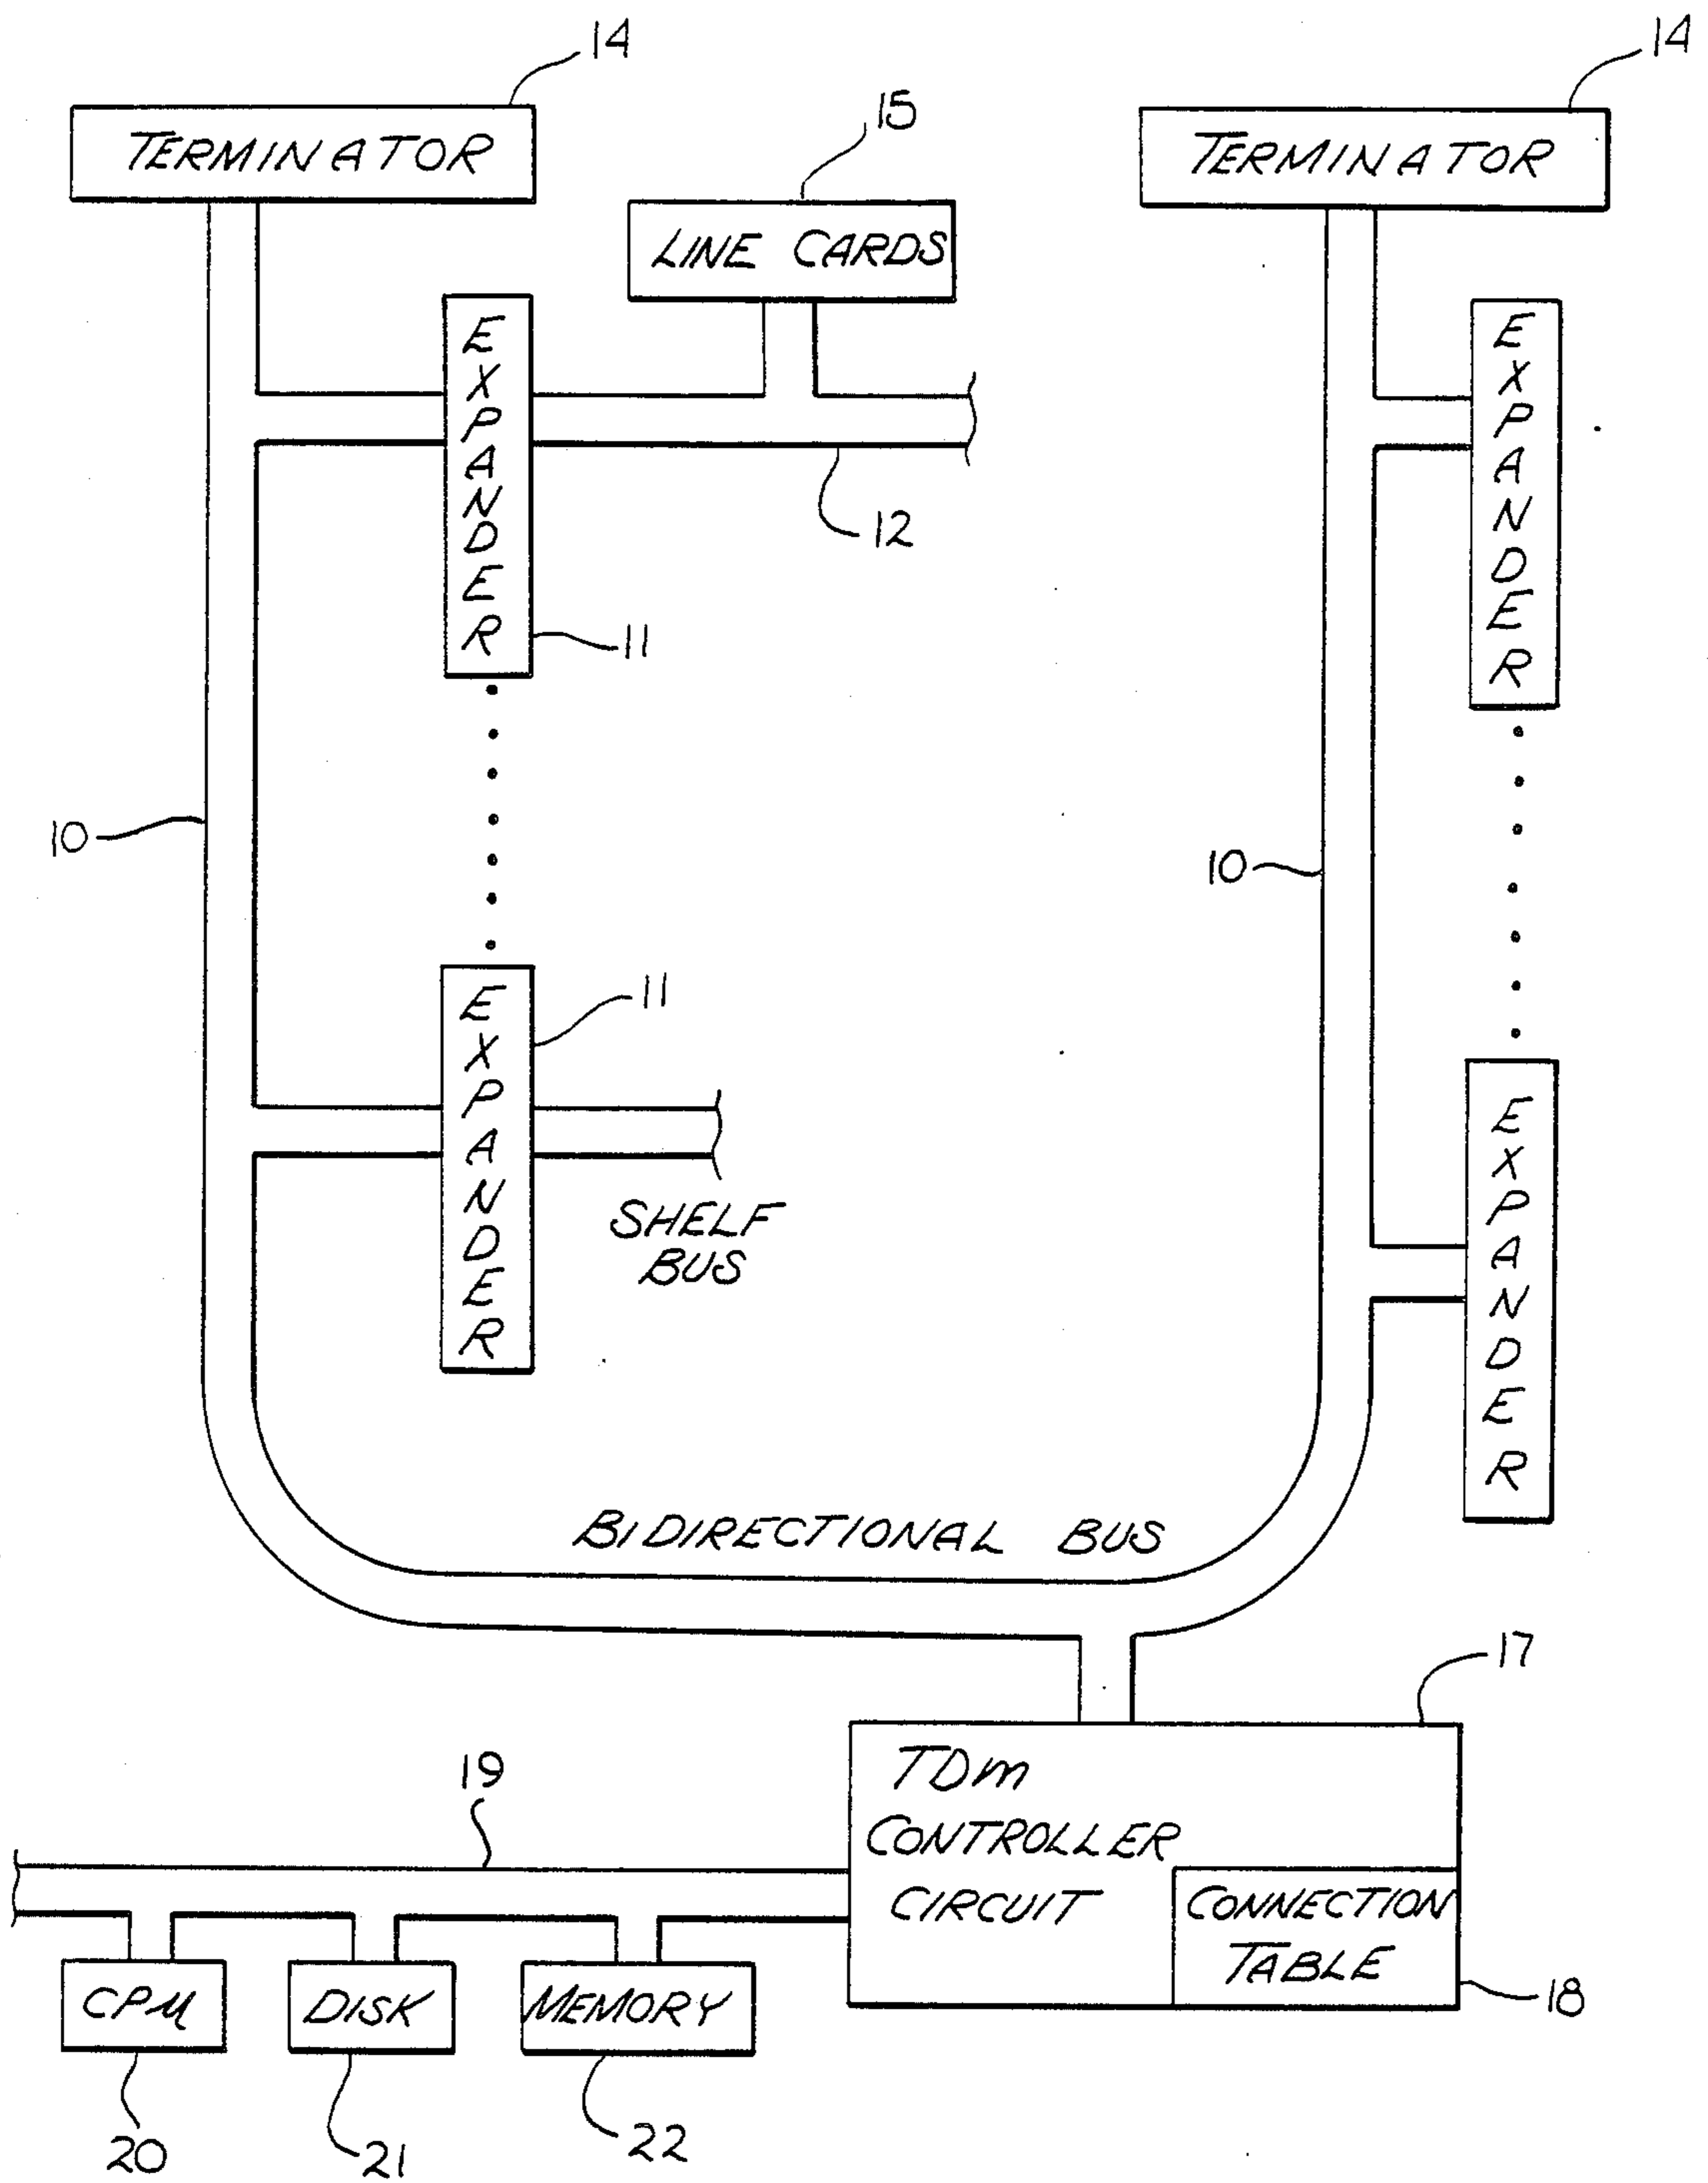 14
14
TERMINATOR
15
TERMINATOR
LINE CARDS
EXPANDER
EXPANDER
12
11
10
10
11
EXPANDER
EXPANDER
SHELF
BUS
BIDIRECTIONAL BUS
17
TDM
CONTROLLER
CIRCUIT
CONNECTION
TABLE
18
19
CPU
DISK
MEMORY
20
21
22